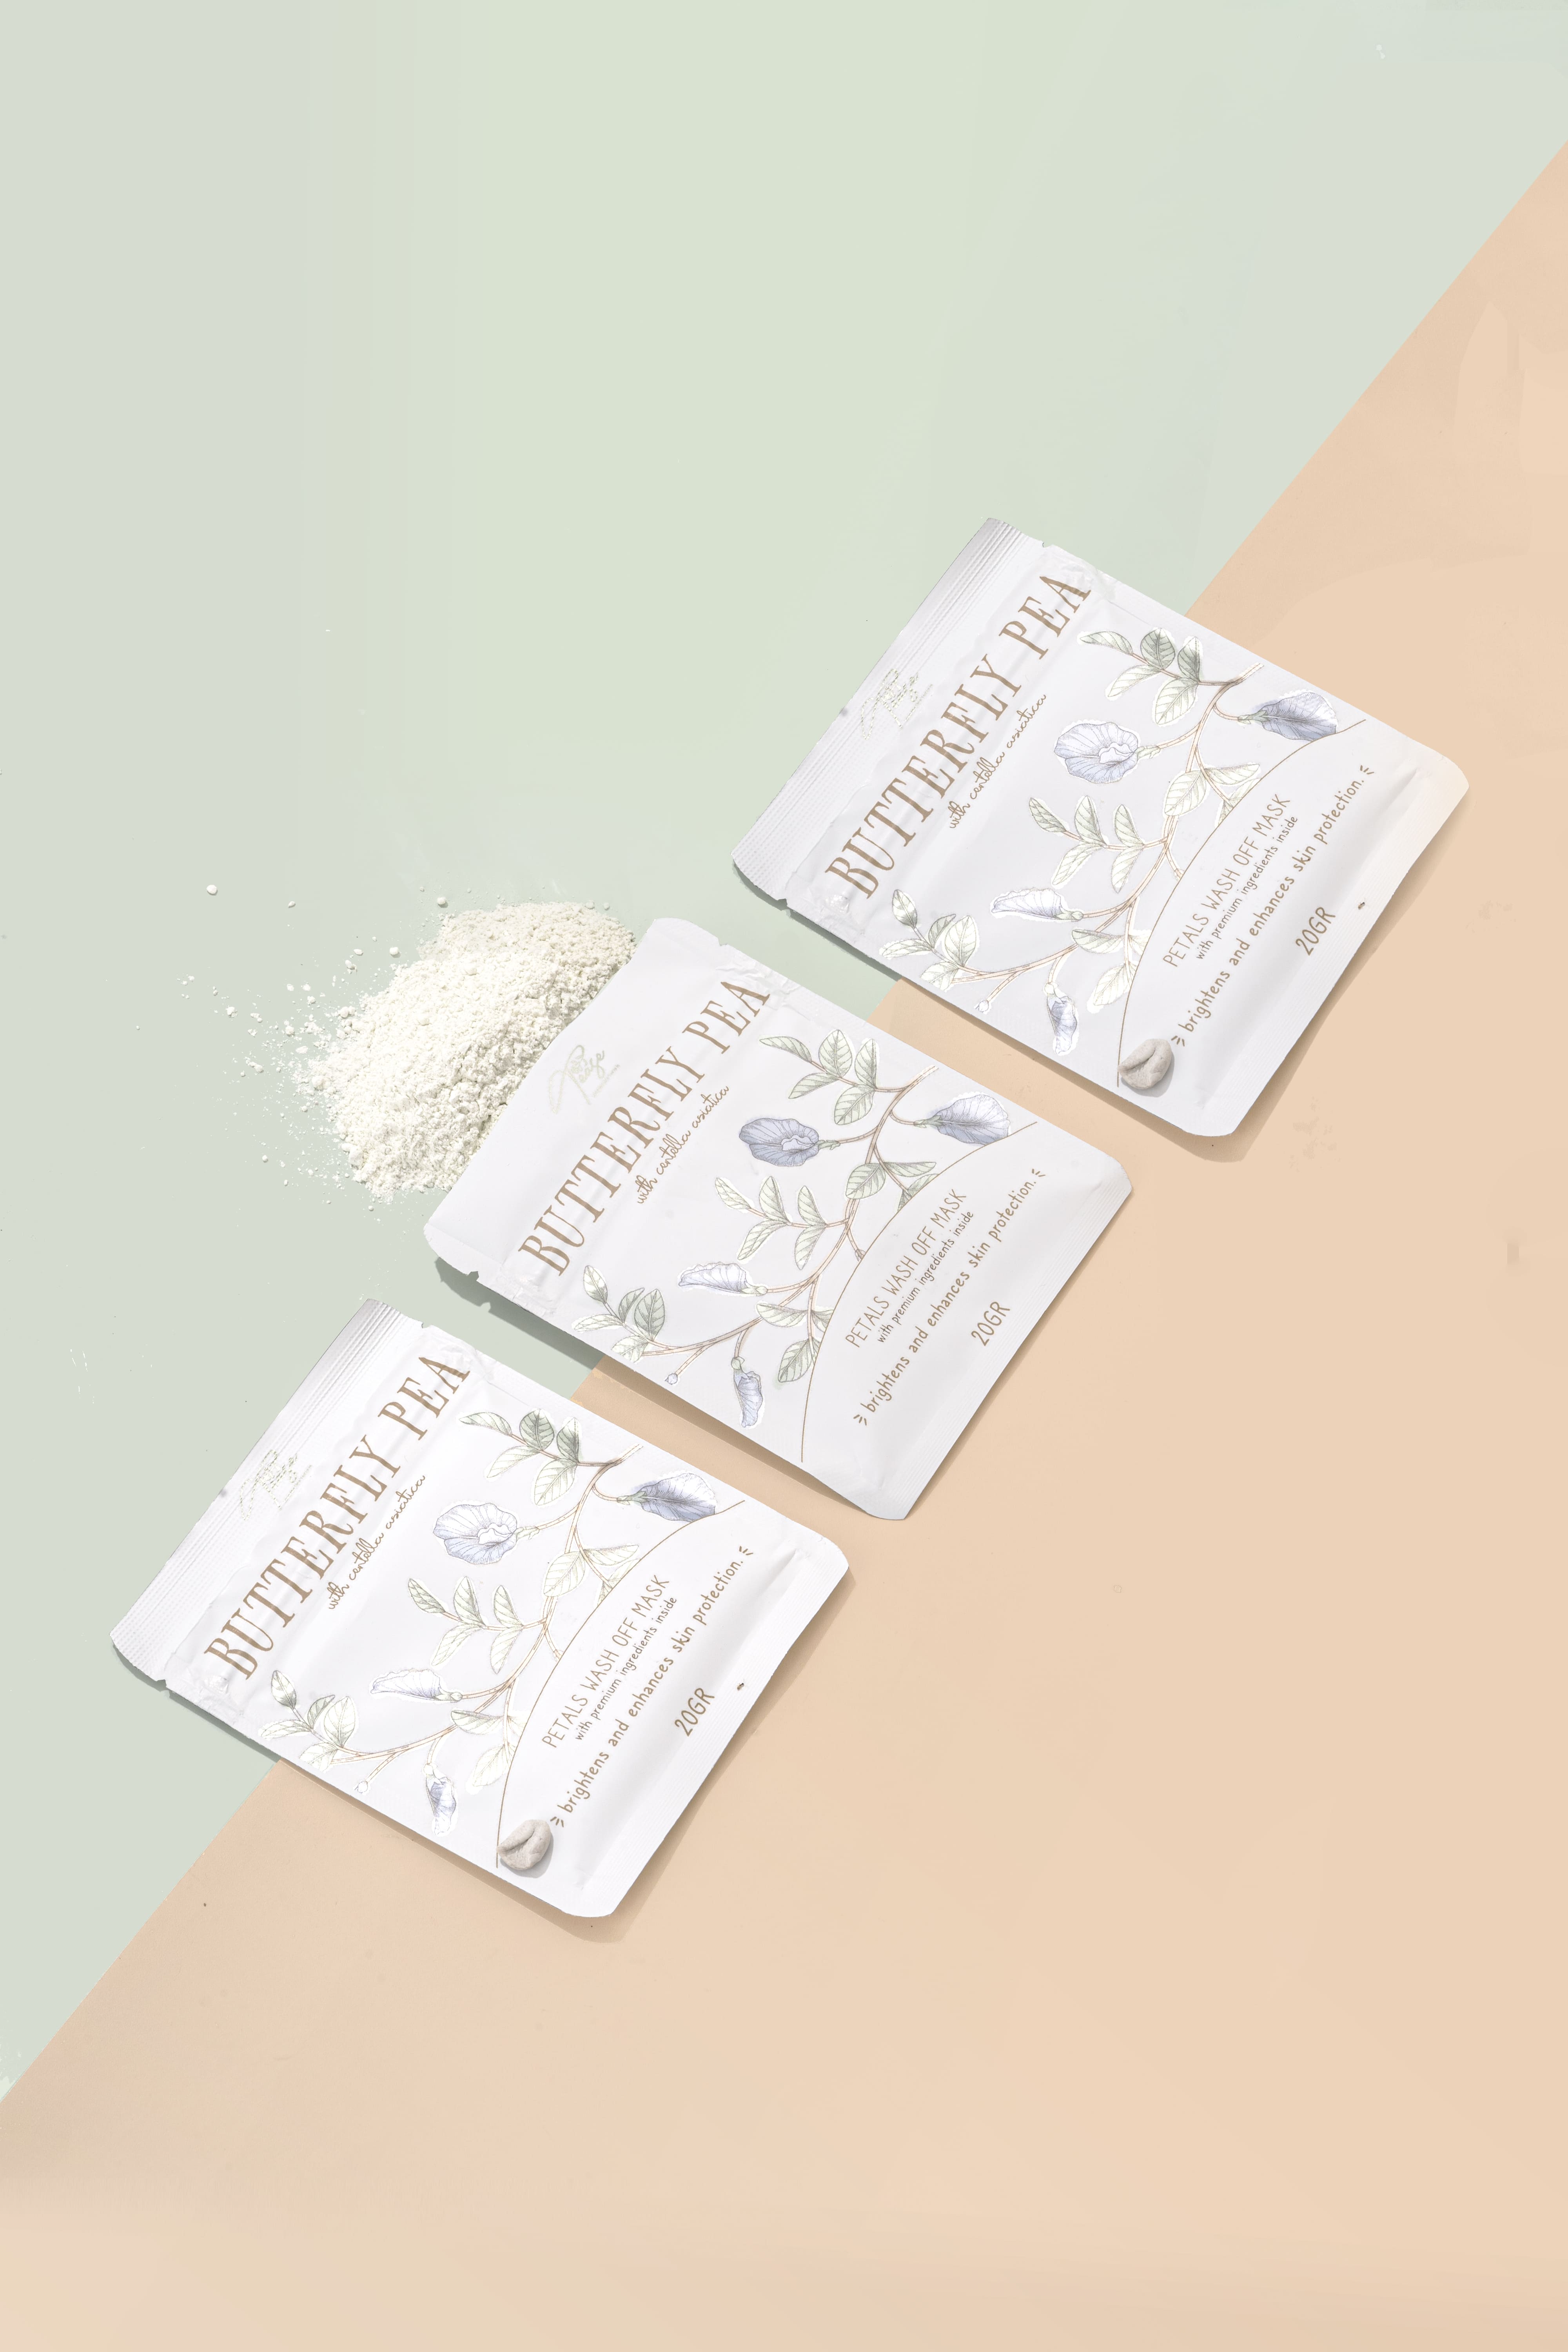 BUTTERFLY PEA
with centella asiatica
PETALS WASH OFF MASK
with premium ingredients inside
brightens and enhances skin protection.
20GR
BUTTERFLY PEA
with centella asiatica
PETALS WASH OFF MASK
with premium ingredients inside
brightens and enhances skin protection.
20GR
BUTTERFLY PEA
with centella asiatica
PETALS WASH OFF MASK
with premium ingredients inside
brightens and enhances skin protection.
20GR